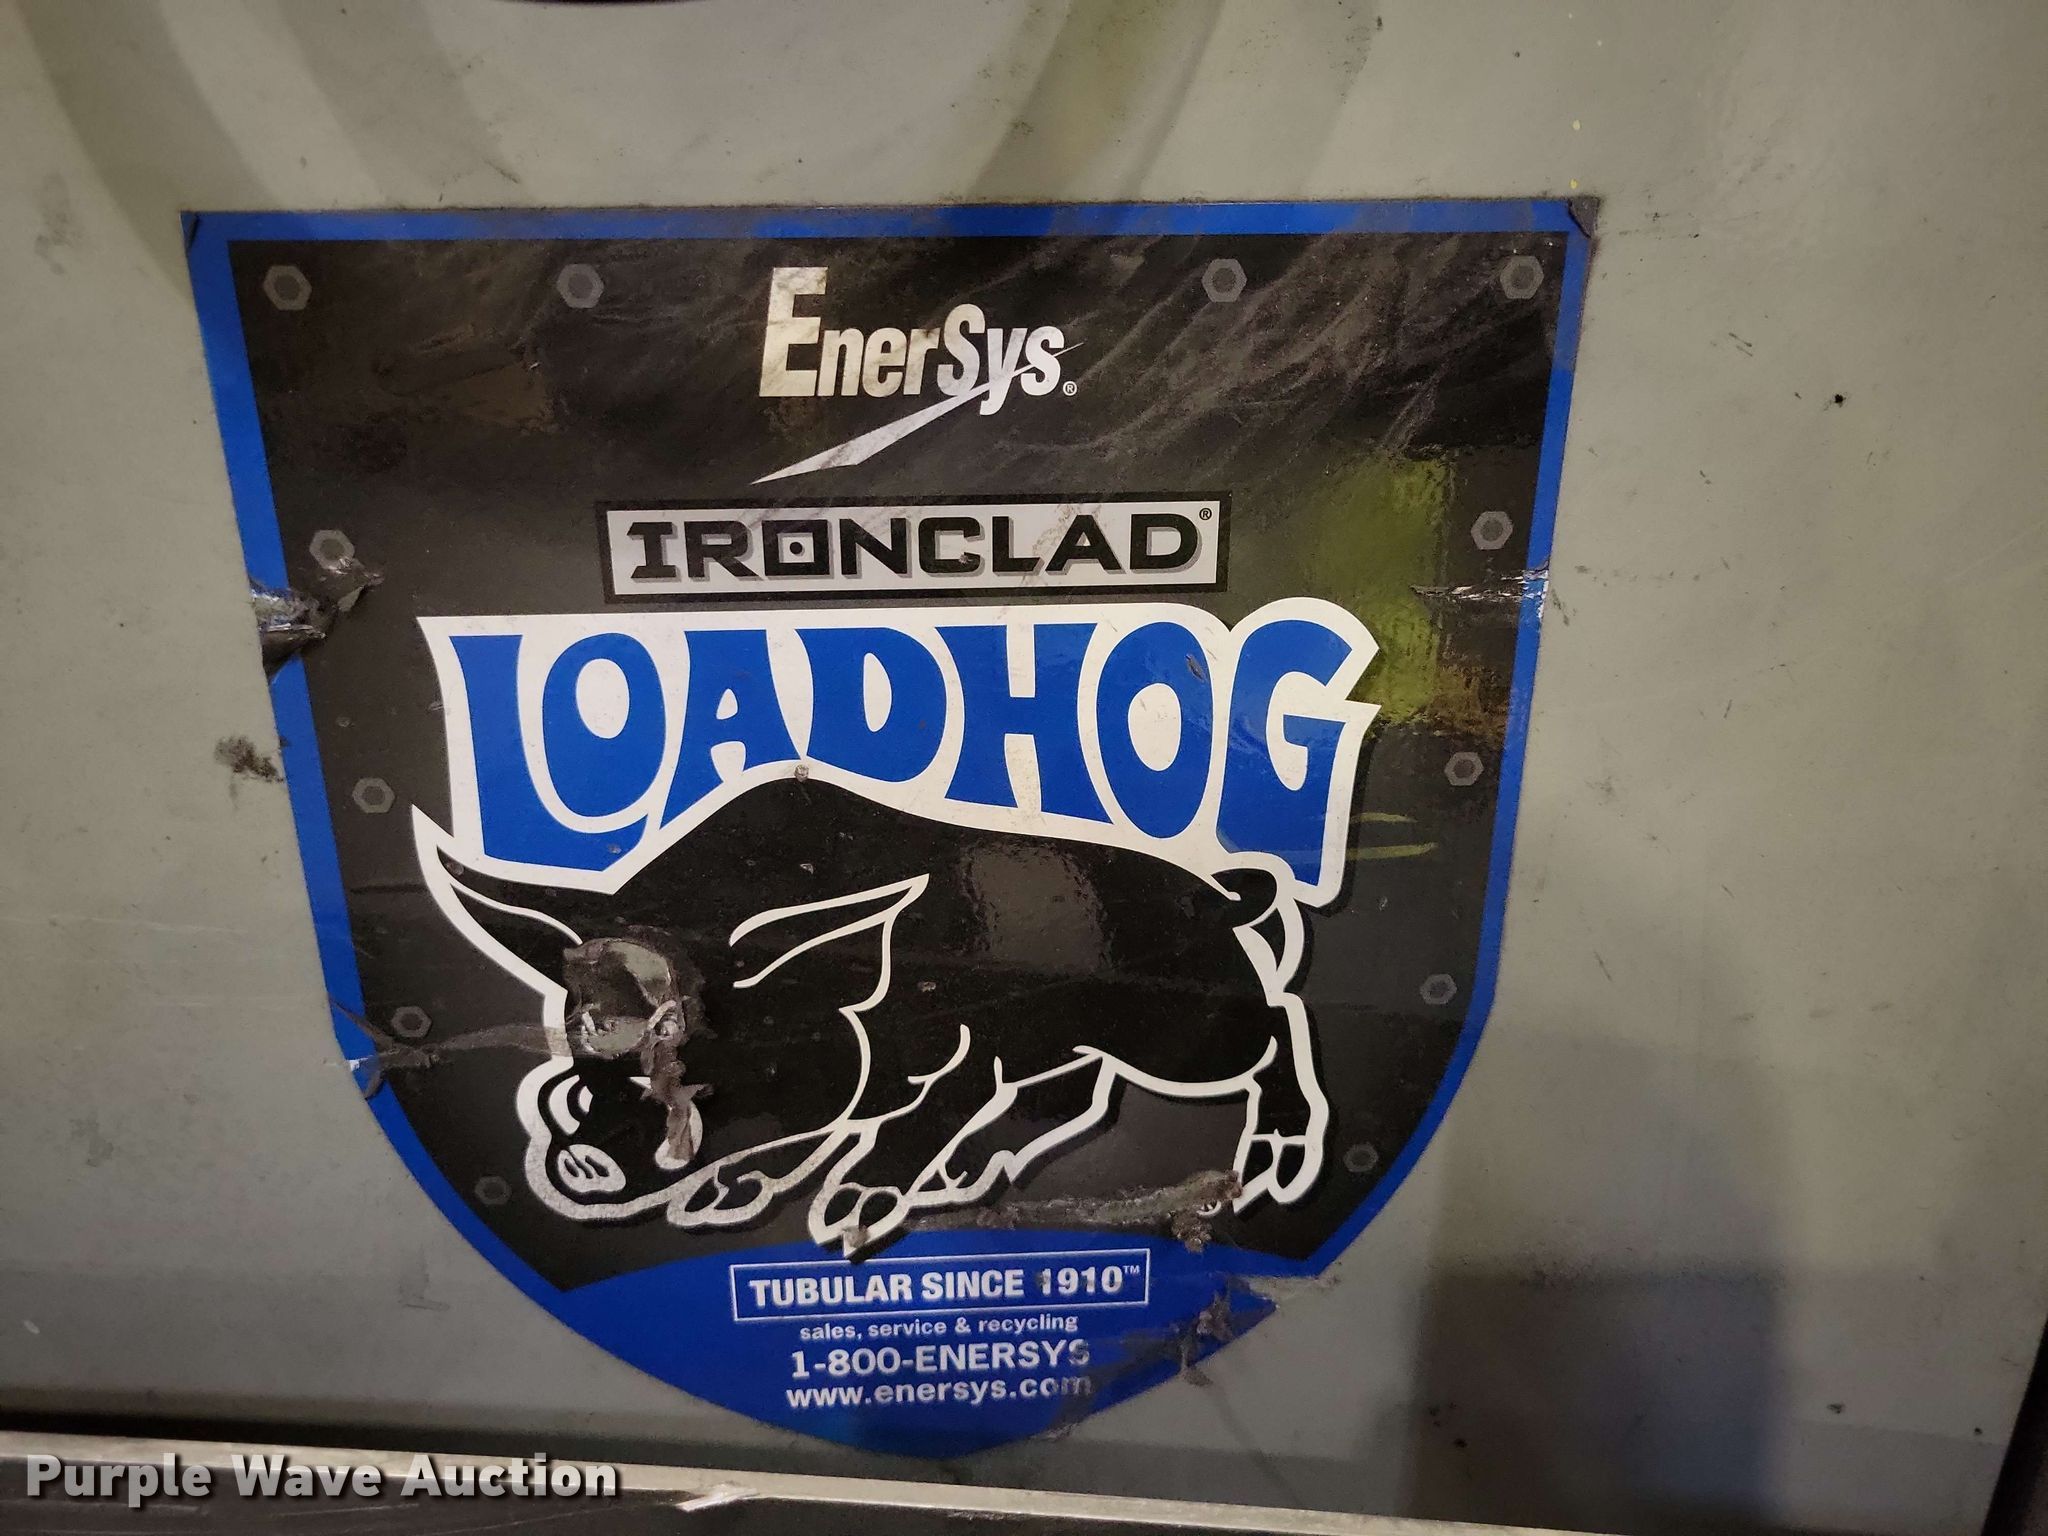 EnerSys®
IRONCLAD®
LOADHOG
TUBULAR SINCE 1910™
sales, service & recycling
1-800-ENERSYS
www.enersys.com
Purple Wave Auction